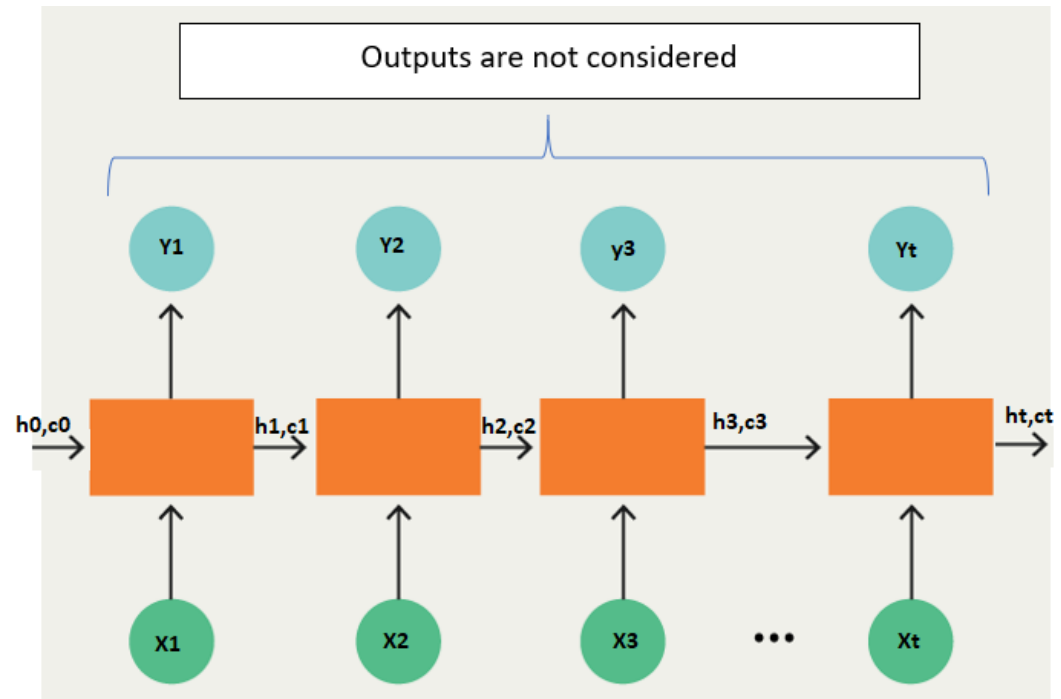 Outputs are not considered
Y1
Y2
y3
Yt
h0,c0
h1,c1
h2,c2
h3,c3
ht,ct
X1
X2
X3
...
Xt